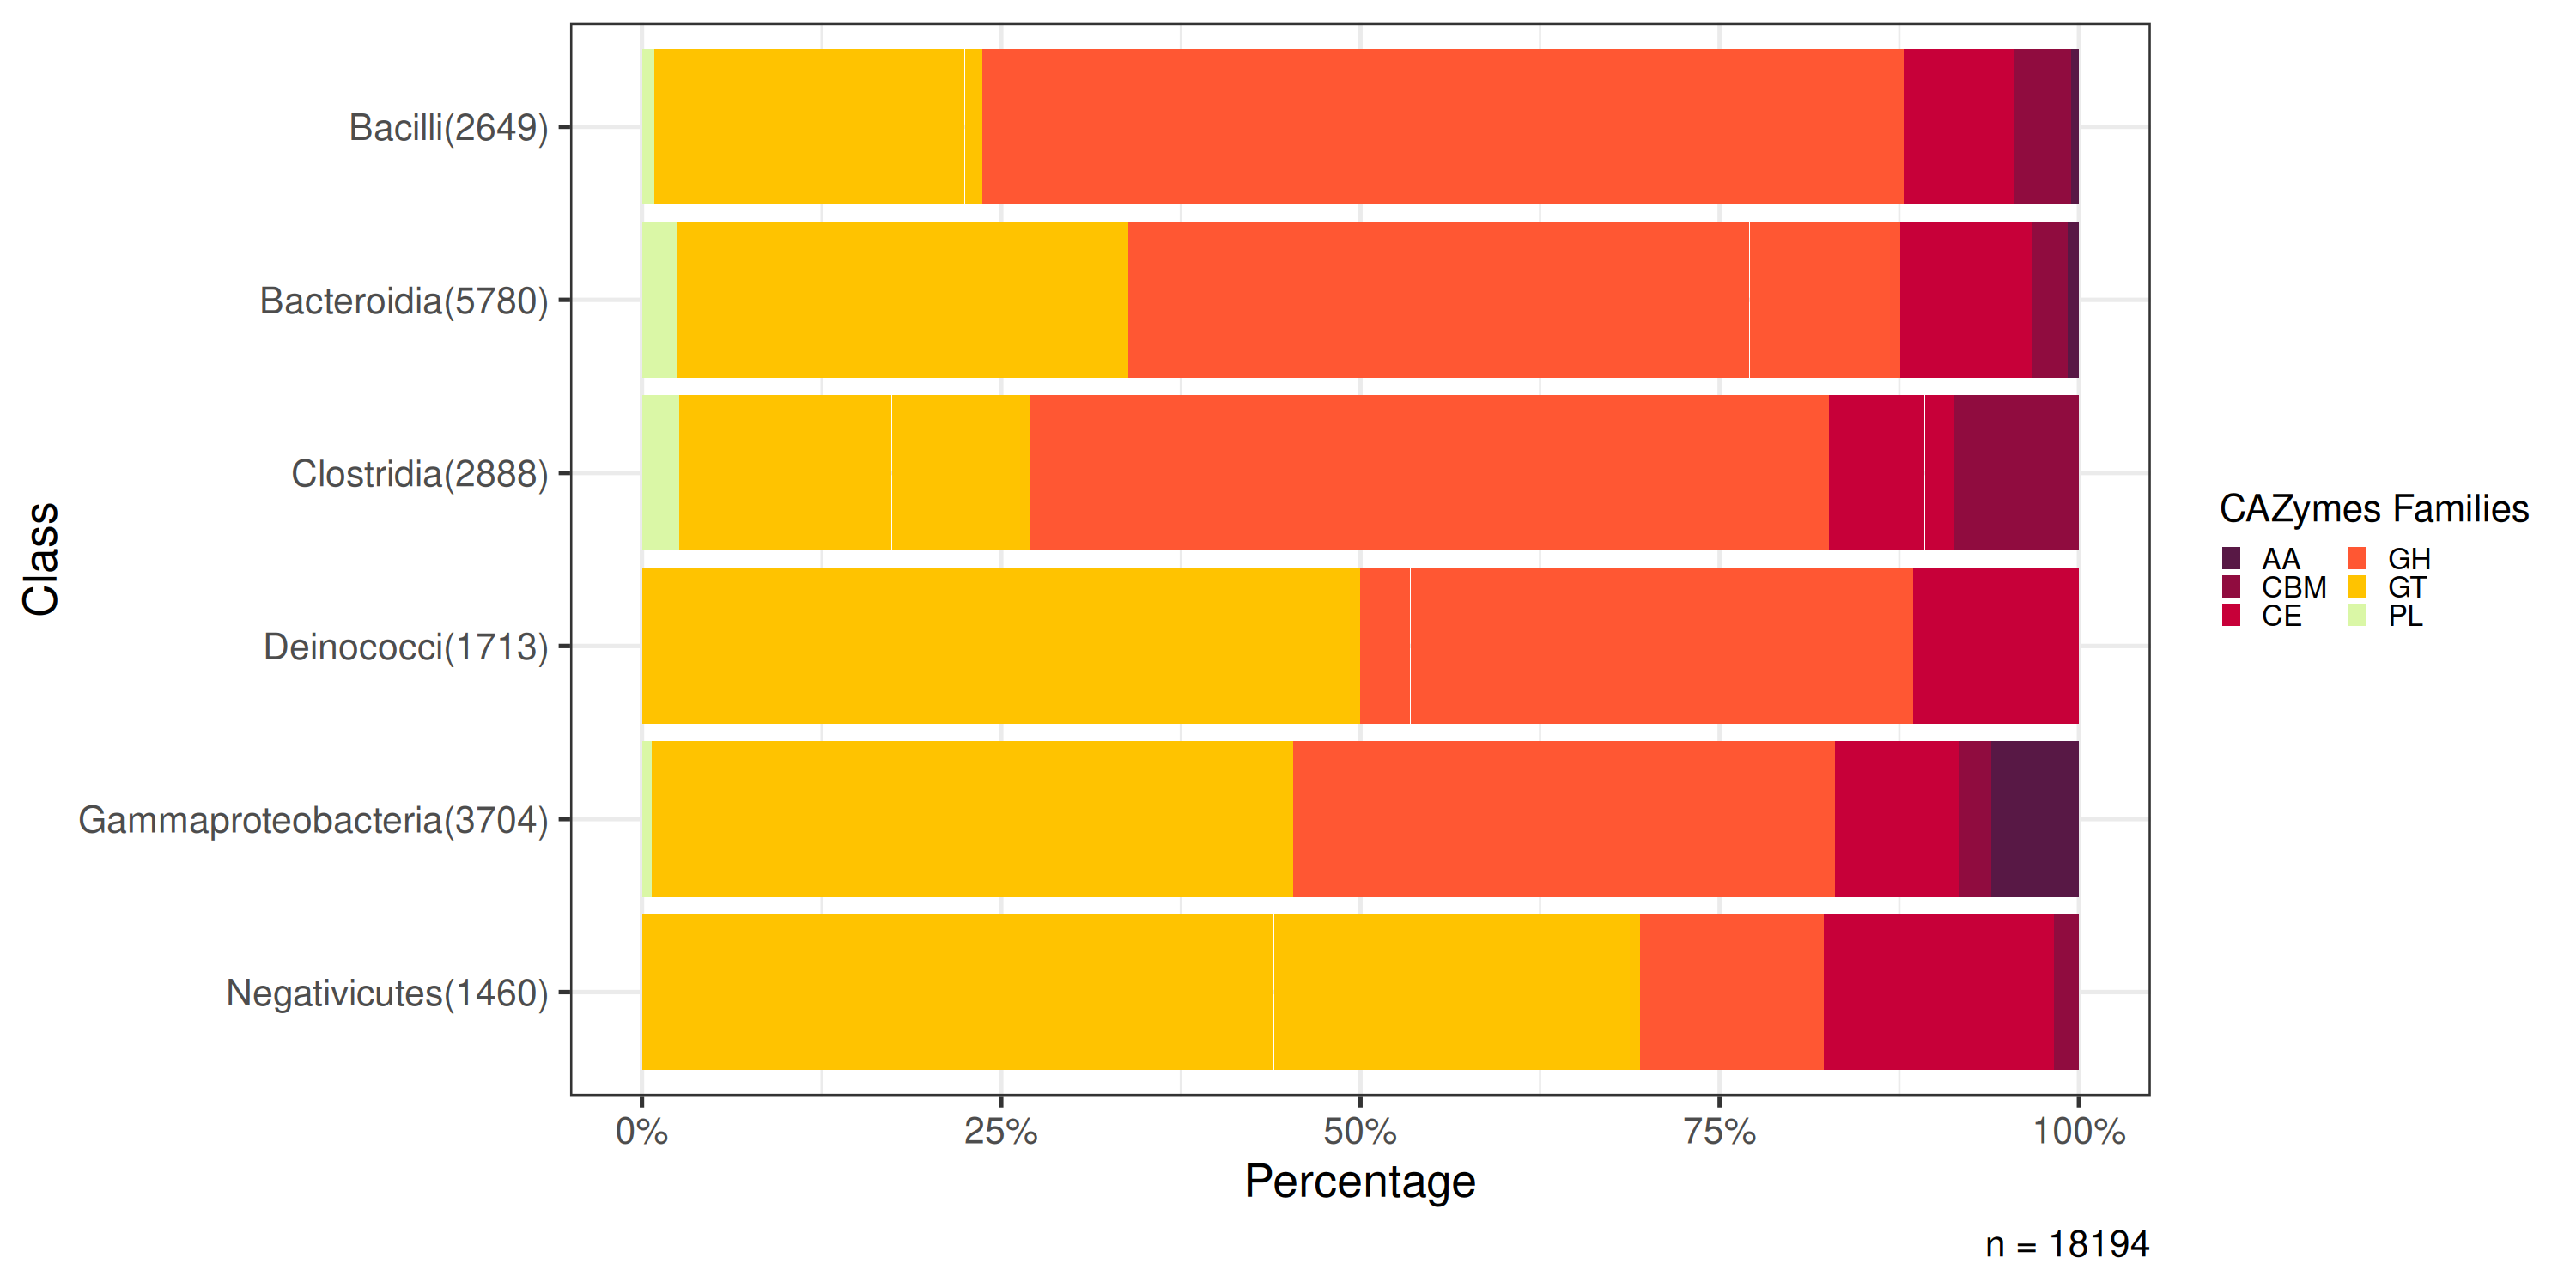 Class
Bacilli(2649)
Bacteroidia(5780)
Clostridia(2888)
Deinococci(1713)
Gammaproteobacteria(3704)
Negativicutes(1460)
0% 25% 50% 75% 100%
Percentage
n = 18194
CAZymes Families
AA GH
CBM GT
CE PL